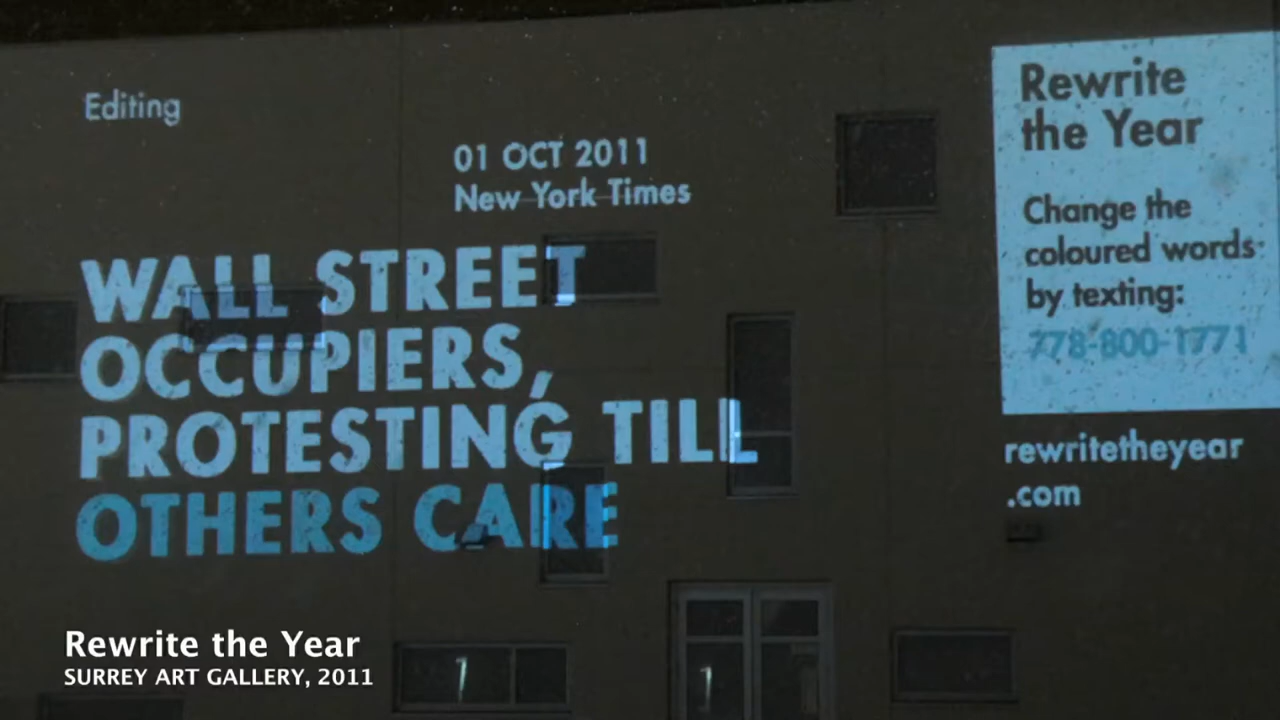 Editing
01 OCT 2011
New York Times
WALL STREET
OCCUPIERS,
PROTESTING TILL
OTHERS CARE
Rewrite
the Year
Change the
coloured words
by texting:
778-800-1771
rewritetheyear
.com
Rewrite the Year
SURREY ART GALLERY, 2011